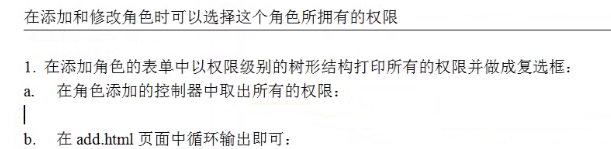 在添加和修改角色时可以选择这个角色所拥有的权限
1. 在添加角色的表单中以权限级别的树形结构打印所有的权限并做成复选框：
a. 在角色添加的控制器中取出所有的权限：
b. 在 add.html 页面中循环输出即可：